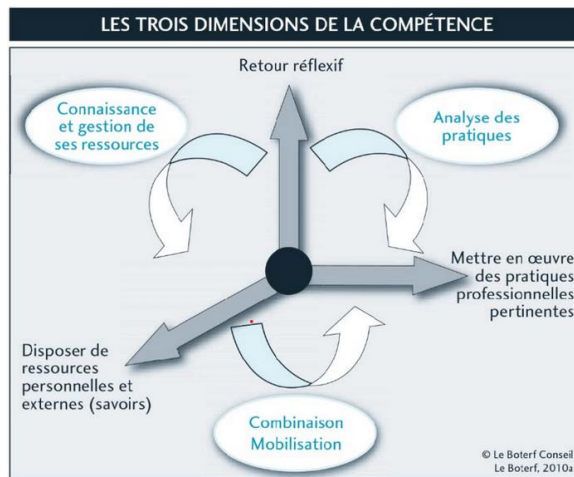 LES TROIS DIMENSIONS DE LA COMPÉTENCE
Retour réflexif
Connaissance
et gestion de
ses ressources
Analyse des
pratiques
Mettre en œuvre
des pratiques
professionnelles
pertinentes
Disposer de
ressources
personnelles et
externes (savoirs)
Combinaison
Mobilisation
© Le Boterf Conseil
Le Boterf, 2010a